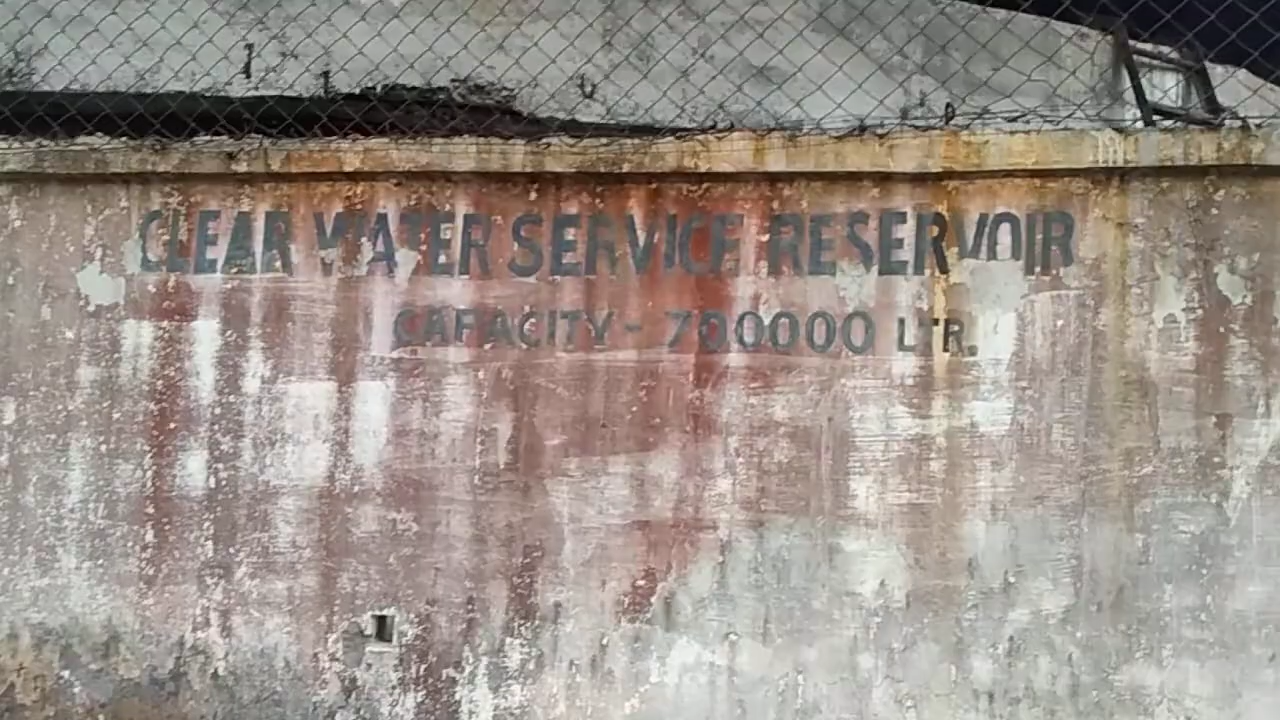 CLEAR WATER SERVICE RESERVOIR
CAPACITY - 700000 LTR.